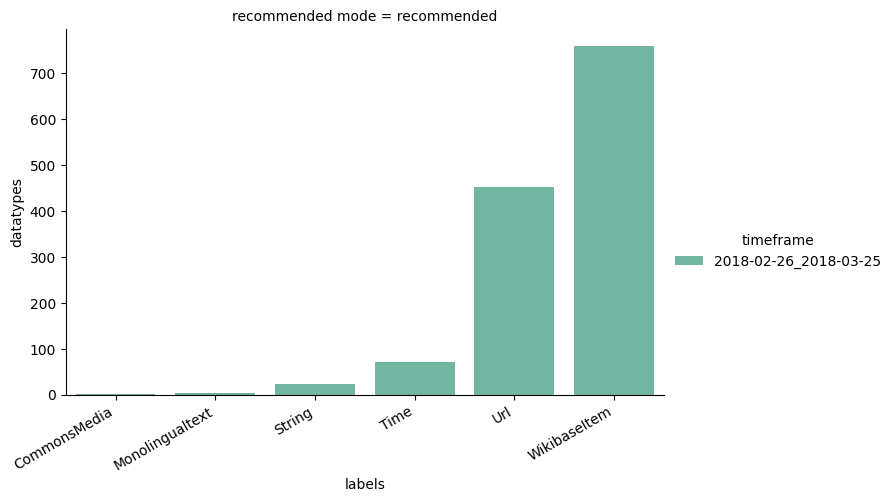 recommended mode = recommended
datatypes
700
600
500
400
300
200
100
0
CommonsMedia
Monolingualtext
String
Time
Url
WikibaseItem
labels
timeframe
2018-02-26_2018-03-25